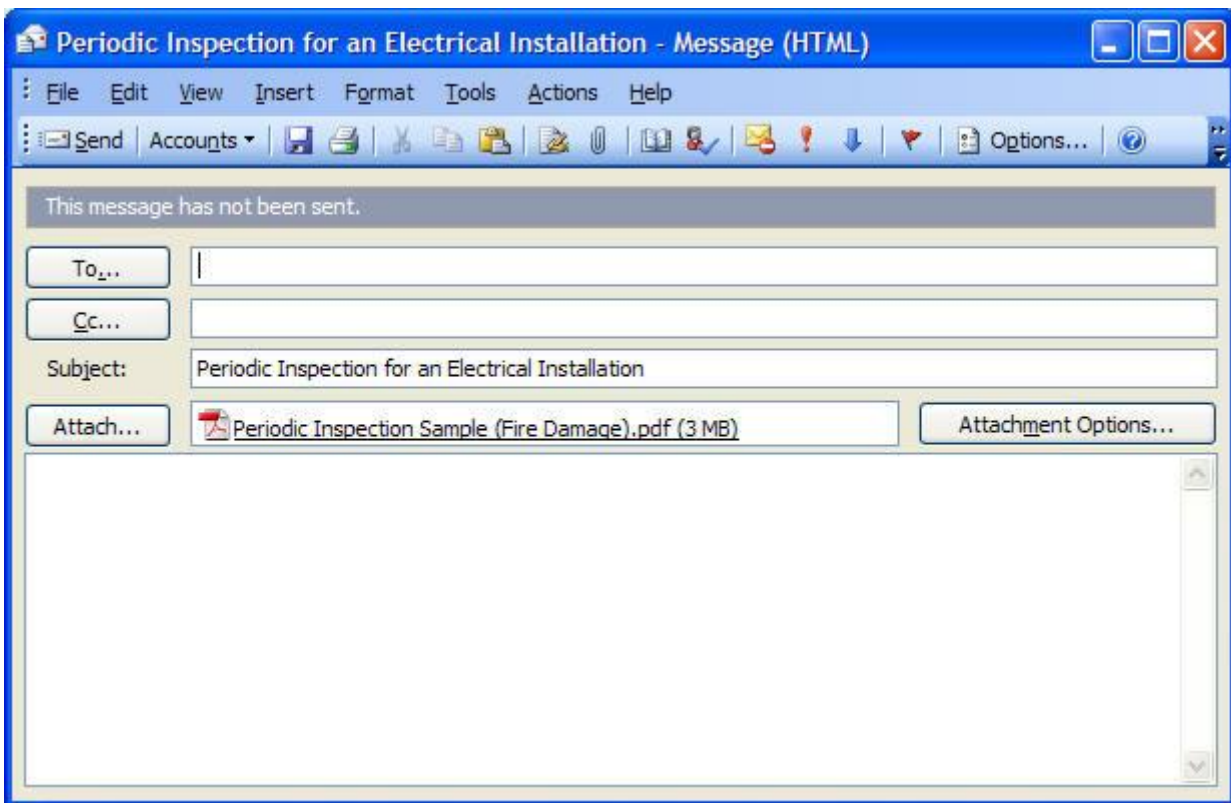 Periodic Inspection for an Electrical Installation - Message (HTML)
File Edit View Insert Format Tools Actions Help
Send Accounts Options...
This message has not been sent.
To...
Cc...
Subject: Periodic Inspection for an Electrical Installation
Attach... Periodic Inspection Sample (Fire Damage).pdf (3 MB) Attachment Options...